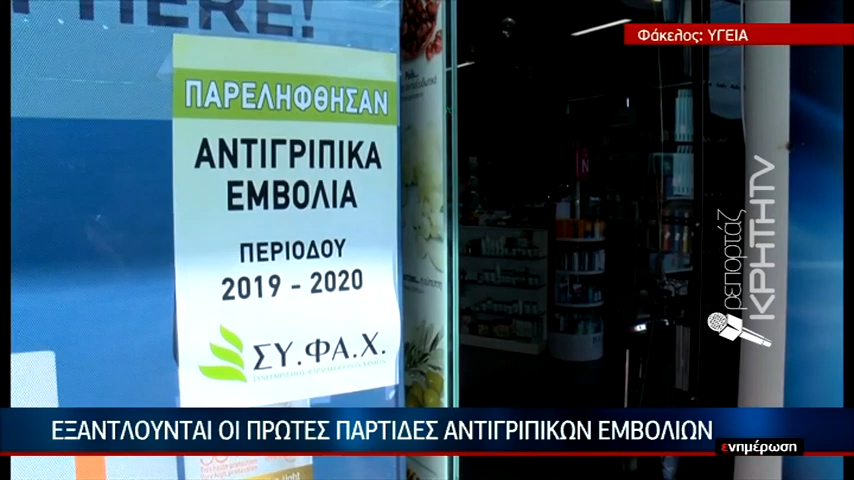 HERE!
Φάκελος: ΥΓΕΙΑ
ΠΑΡΕΛΗΦΘΗΣΑΝ
ΑΝΤΙΓΡΙΠΙΚΑ
ΕΜΒΟΛΙΑ
ΠΕΡΙΟΔΟΥ
2019 - 2020
ΣΥ.ΦΑ.Χ.
ρεπορτάζ
ΚΡΗΤΗTV
ΕΞΑΝΤΛΟΥΝΤΑΙ ΟΙ ΠΡΩΤΕΣ ΠΑΡΤΙΔΕΣ ΑΝΤΙΓΡΙΠΙΚΩΝ ΕΜΒΟΛΙΩΝ
ενημέρωση